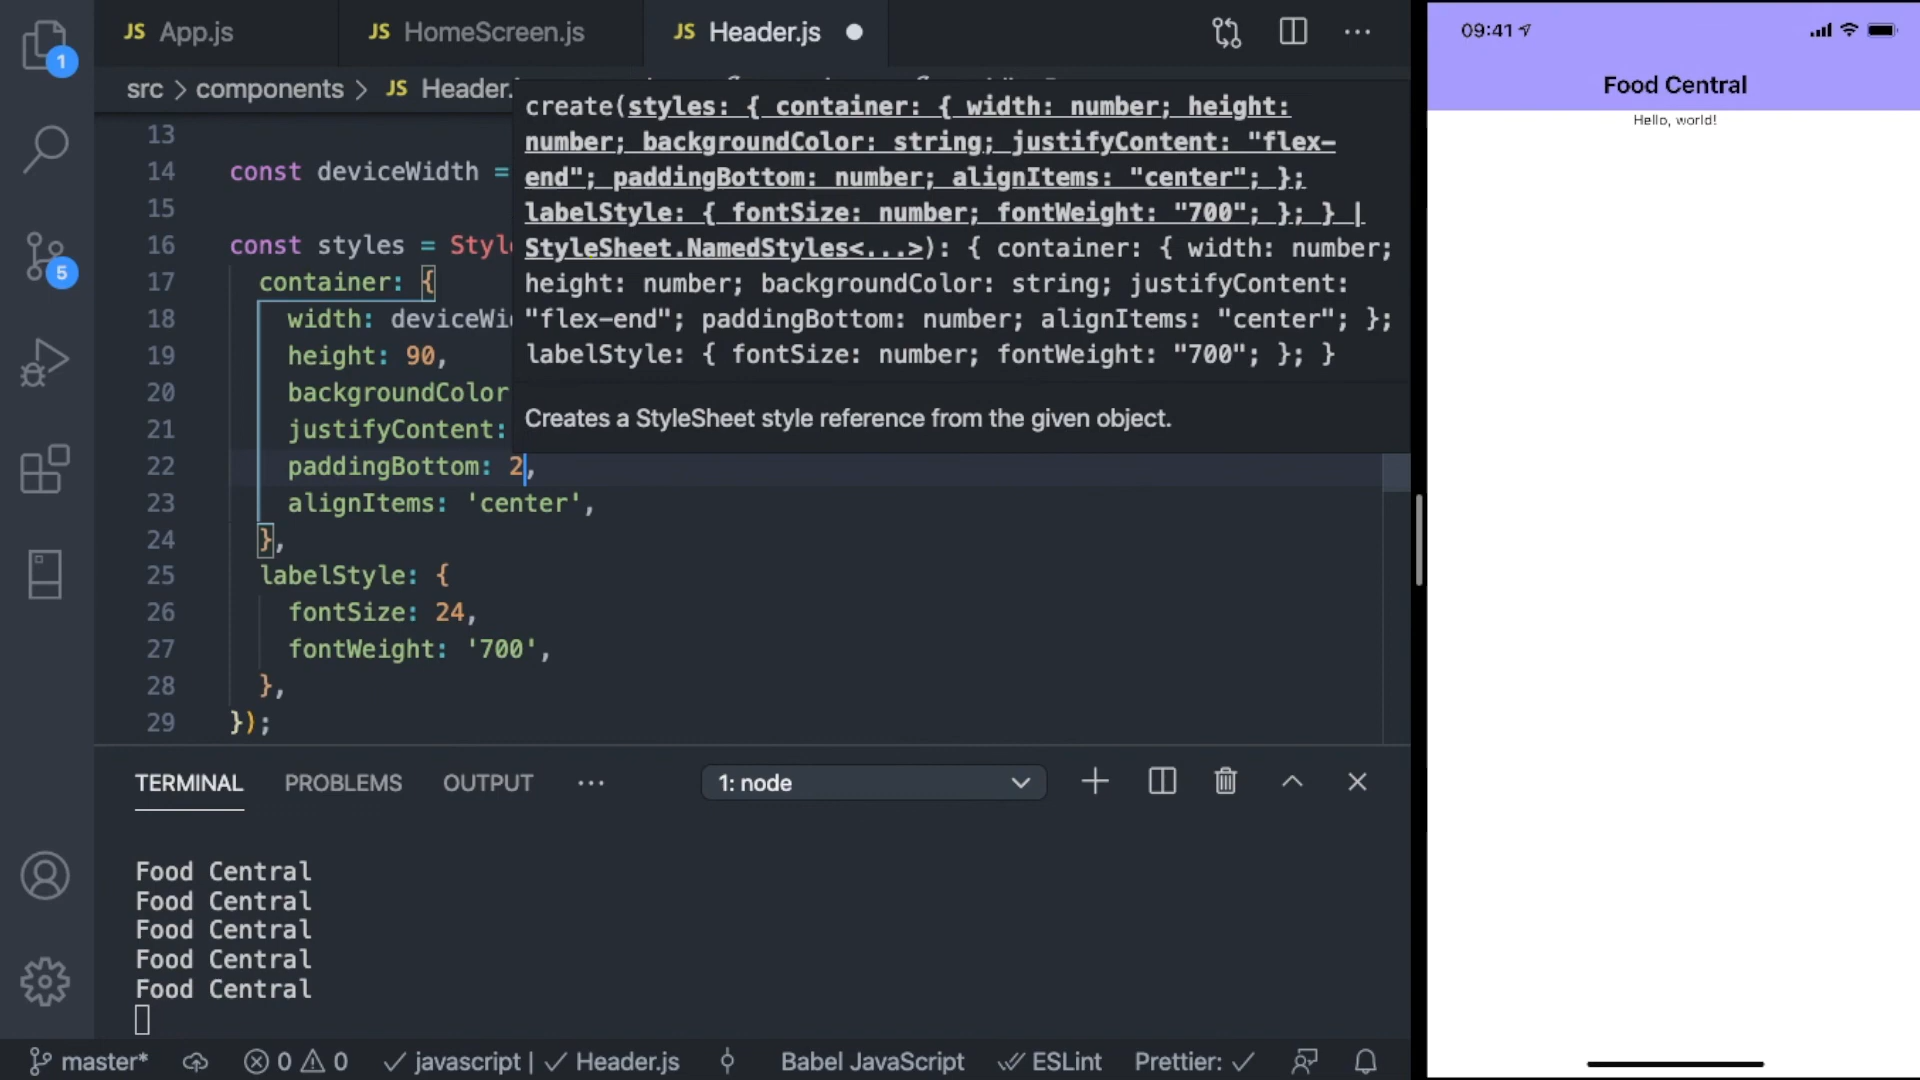 JS App.js
JS HomeScreen.js
JS Header.js
1
src > components > JS Header.
create(styles: { container: { width: number; height:
number; backgroundColor: string; justifyContent: "flex-
end"; paddingBottom: number; alignItems: "center"; };
labelStyle: { fontSize: number; fontWeight: "700"; }; } |
StyleSheet.NamedStyles<...>): { container: { width: number;
height: number; backgroundColor: string; justifyContent:
"flex-end"; paddingBottom: number; alignItems: "center"; };
labelStyle: { fontSize: number; fontWeight: "700"; }; }
Creates a StyleSheet style reference from the given object.
13
14 const deviceWidth =
15
16 const styles = Style
17 container: {
18 width: deviceWi
19 height: 90,
20 backgroundColor
21 justifyContent:
22 paddingBottom: 2,
23 alignItems: 'center',
24 },
25 labelStyle: {
26 fontSize: 24,
27 fontWeight: '700',
28 },
29 });
5
TERMINAL PROBLEMS OUTPUT ... 1: node
Food Central
Food Central
Food Central
Food Central
Food Central
master* 0 0 javascript | Header.js Babel JavaScript ESLint Prettier:
09:41
Food Central
Hello, world!